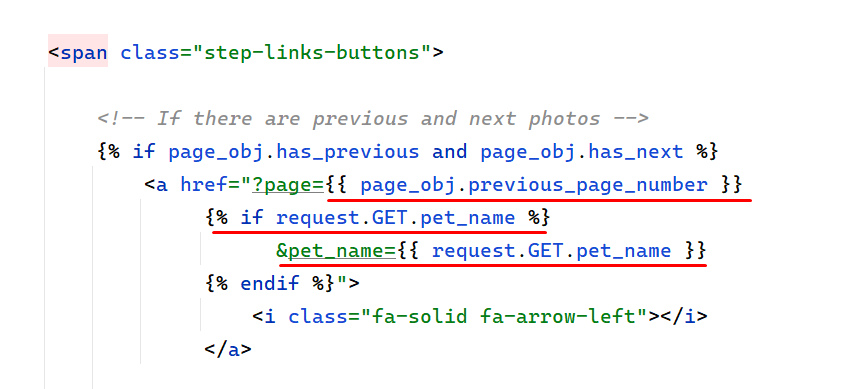 <span class="step-links-buttons">
<!-- If there are previous and next photos -->
{% if page_obj.has_previous and page_obj.has_next %}
<a href="?page={{ page_obj.previous_page_number }}
{% if request.GET.pet_name %}
&pet_name={{ request.GET.pet_name }}
{% endif %}">
<i class="fa-solid fa-arrow-left"></i>
</a>